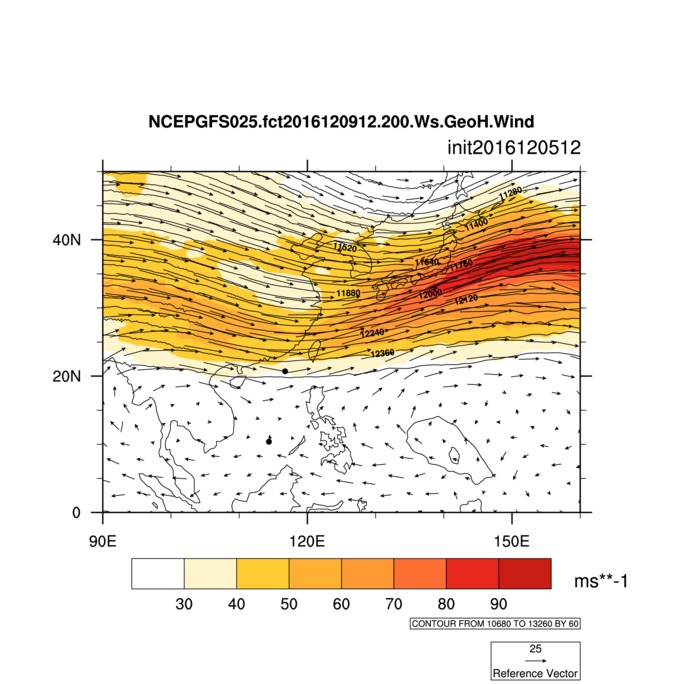 NCEPGFS025.fct2016120912.200.Ws.GeoH.Wind
init2016120512
11280
11400
40N
11520
11640
11760
11880
12000
12120
12240
12360
20N
0
90E
120E
150E
ms**-1
30 40 50 60 70 80 90
CONTOUR FROM 10680 TO 13260 BY 60
25
Reference Vector